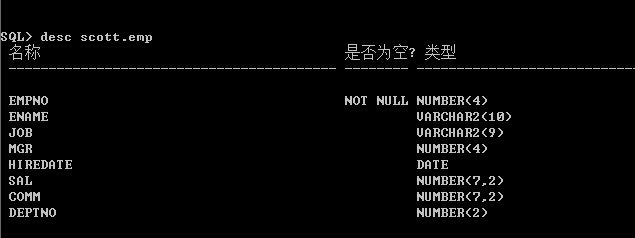 SQL> desc scott.emp
名称 是否为空? 类型
----------------------------------------- -------- ----------------------------
EMPNO NOT NULL NUMBER(4)
ENAME VARCHAR2(10)
JOB VARCHAR2(9)
MGR NUMBER(4)
HIREDATE DATE
SAL NUMBER(7,2)
COMM NUMBER(7,2)
DEPTNO NUMBER(2)